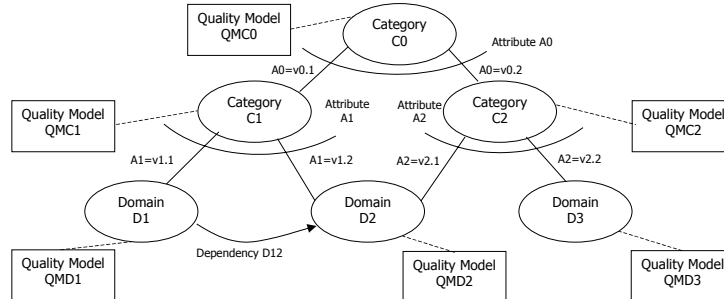 Quality Model
QMC0
Category
C0
Attribute A0
A0=v0.1
A0=v0.2
Quality Model
QMC1
Category
C1
Attribute
A1
Attribute
A2
Category
C2
Quality Model
QMC2
A1=v1.1
A1=v1.2
A2=v2.1
A2=v2.2
Domain
D1
Domain
D2
Domain
D3
Dependency D12
Quality Model
QMD1
Quality Model
QMD2
Quality Model
QMD3